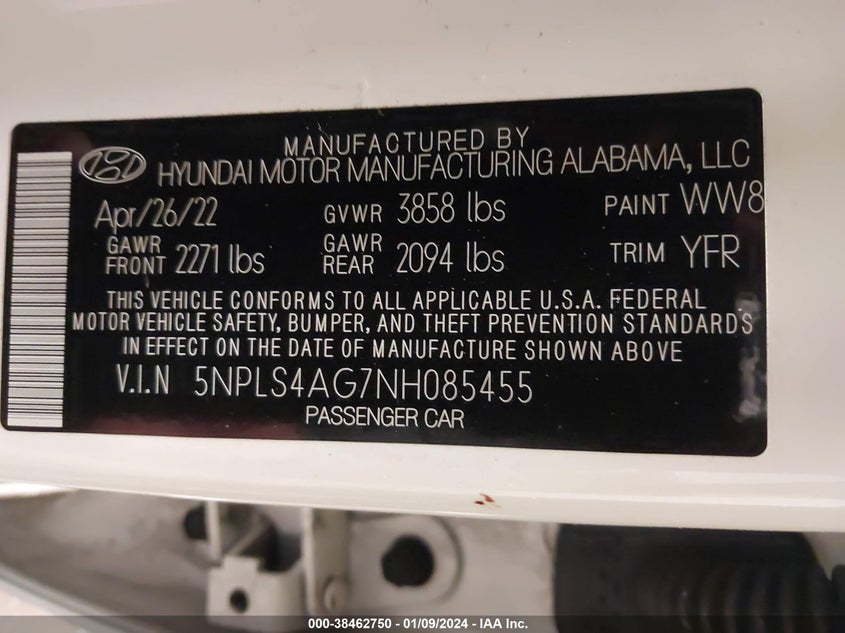 MANUFACTURED BY
HYUNDAI MOTOR MANUFACTURING ALABAMA, LLC
Apr/26/22 GVWR 3858 lbs PAINT WW8
GAWR FRONT 2271 lbs GAWR REAR 2094 lbs TRIM YFR
THIS VEHICLE CONFORMS TO ALL APPLICABLE U.S.A. FEDERAL
MOTOR VEHICLE SAFETY, BUMPER, AND THEFT PREVENTION STANDARDS
IN EFFECT ON THE DATE OF MANUFACTURE SHOWN ABOVE
V.I.N 5NPLS4AG7NH085455
PASSENGER CAR
000-38462750 - 01/09/2024 - IAA Inc.